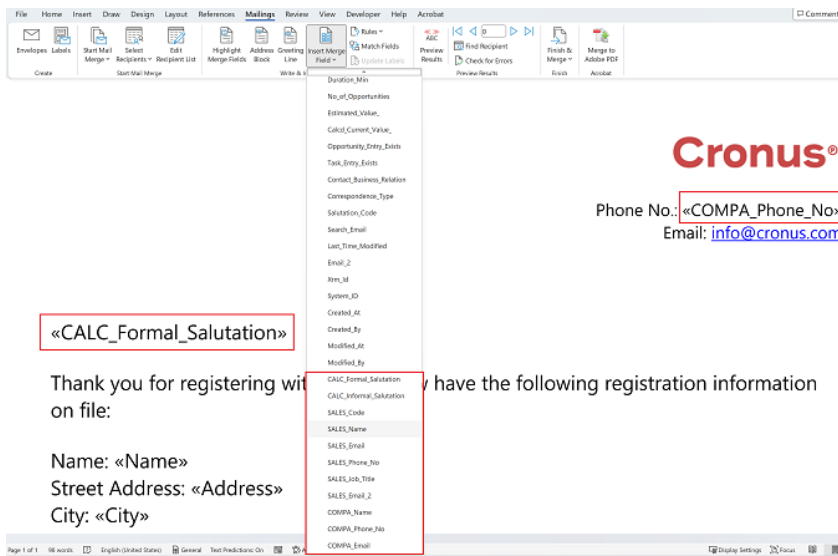 File Home Insert Draw Design Layout References Mailings Review View Developer Help Acrobat Comment
Envelopes Labels Start Mail Merge Select Recipients Edit Recipient List Highlight Merge Fields Address Block Greeting Line Insert Merge Field Rules Match Fields Update Labels ABC Preview Results 0 Find Recipient Check for Errors Finish & Merge Merge to Adobe PDF
Create Start Mail Merge Write & I Preview Results Finish Acrobat
Duration_Min
No_of_Opportunities
Estimated_Value_
Calcd_Current_Value_
Opportunity_Entry_Exists
Task_Entry_Exists
Contact_Business_Relation
Correspondence_Type
Salutation_Code
Search_Email
Last_Time_Modified
Email_2
Xrm_Id
System_ID
Created_At
Created_By
Modified_At
Modified_By
CALC_Formal_Salutation
CALC_Informal_Salutation
SALES_Code
SALES_Name
SALES_Email
SALES_Phone_No
SALES_Job_Title
SALES_Email_2
COMPA_Name
COMPA_Phone_No
COMPA_Email
Cronus®
Phone No.: «COMPA_Phone_No»
Email: info@cronus.com
«CALC_Formal_Salutation»
Thank you for registering wit have the following registration information
on file:
Name: «Name»
Street Address: «Address»
City: «City»
Page 1 of 1 98 words English (United States) General Text Predictions: On Display Settings Focus